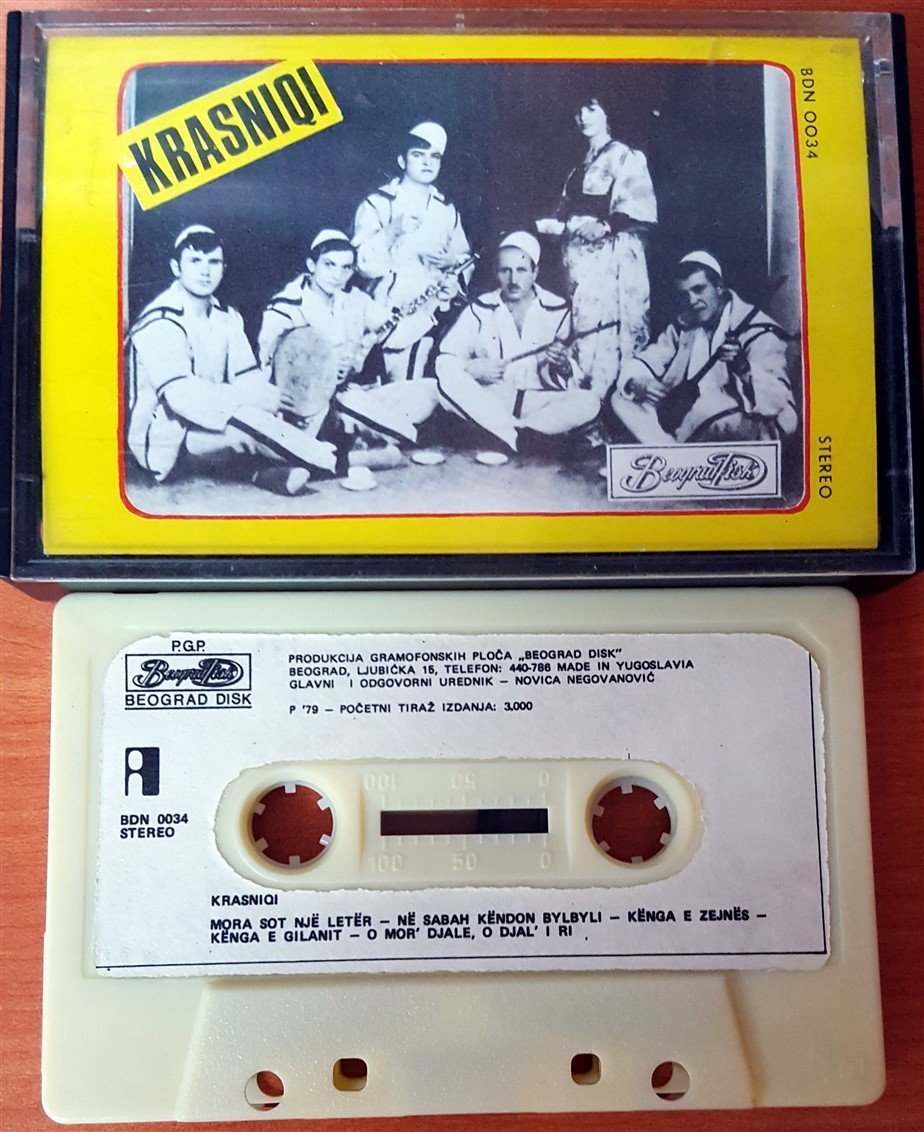 KRASNIQI
BDN 0034
STEREO
Beograd Disk
P.G.P.
Beograd Disk
BEOGRAD DISK
PRODUKCIJA GRAMOFONSKIH PLOČA „BEOGRAD DISK”
BEOGRAD, LJUBIČKA 15, TELEFON: 440-786 MADE IN YUGOSLAVIA
GLAVNI I ODGOVORNI UREDNIK – NOVICA NEGOVANOVIĆ
P '79 – POČETNI TIRAŽ IZDANJA: 3.000
BDN 0034
STEREO
100 50 0
100 50 0
KRASNIQI
MORA SOT NJË LETËR – NË SABAH KËNDON BYLBYLI – KËNGA E ZEJNËS –
KËNGA E GILANIT – O MOR' DJALE, O DJAL' I RI